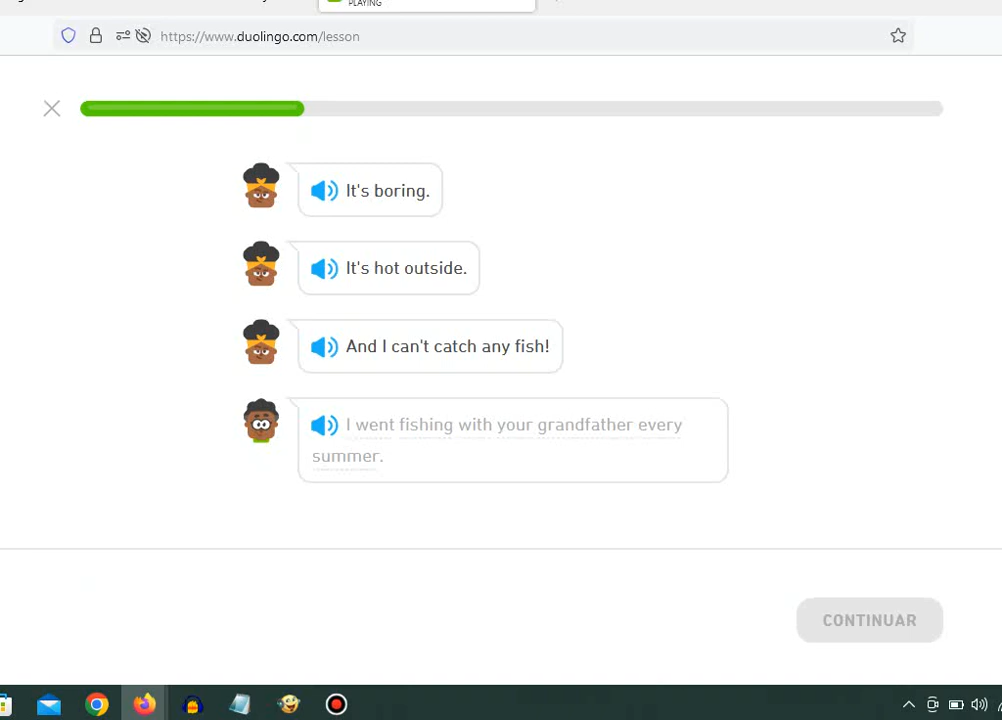 PLAYING
https://www.duolingo.com/lesson
It's boring.
It's hot outside.
And I can't catch any fish!
I went fishing with your grandfather every
summer.
CONTINUAR